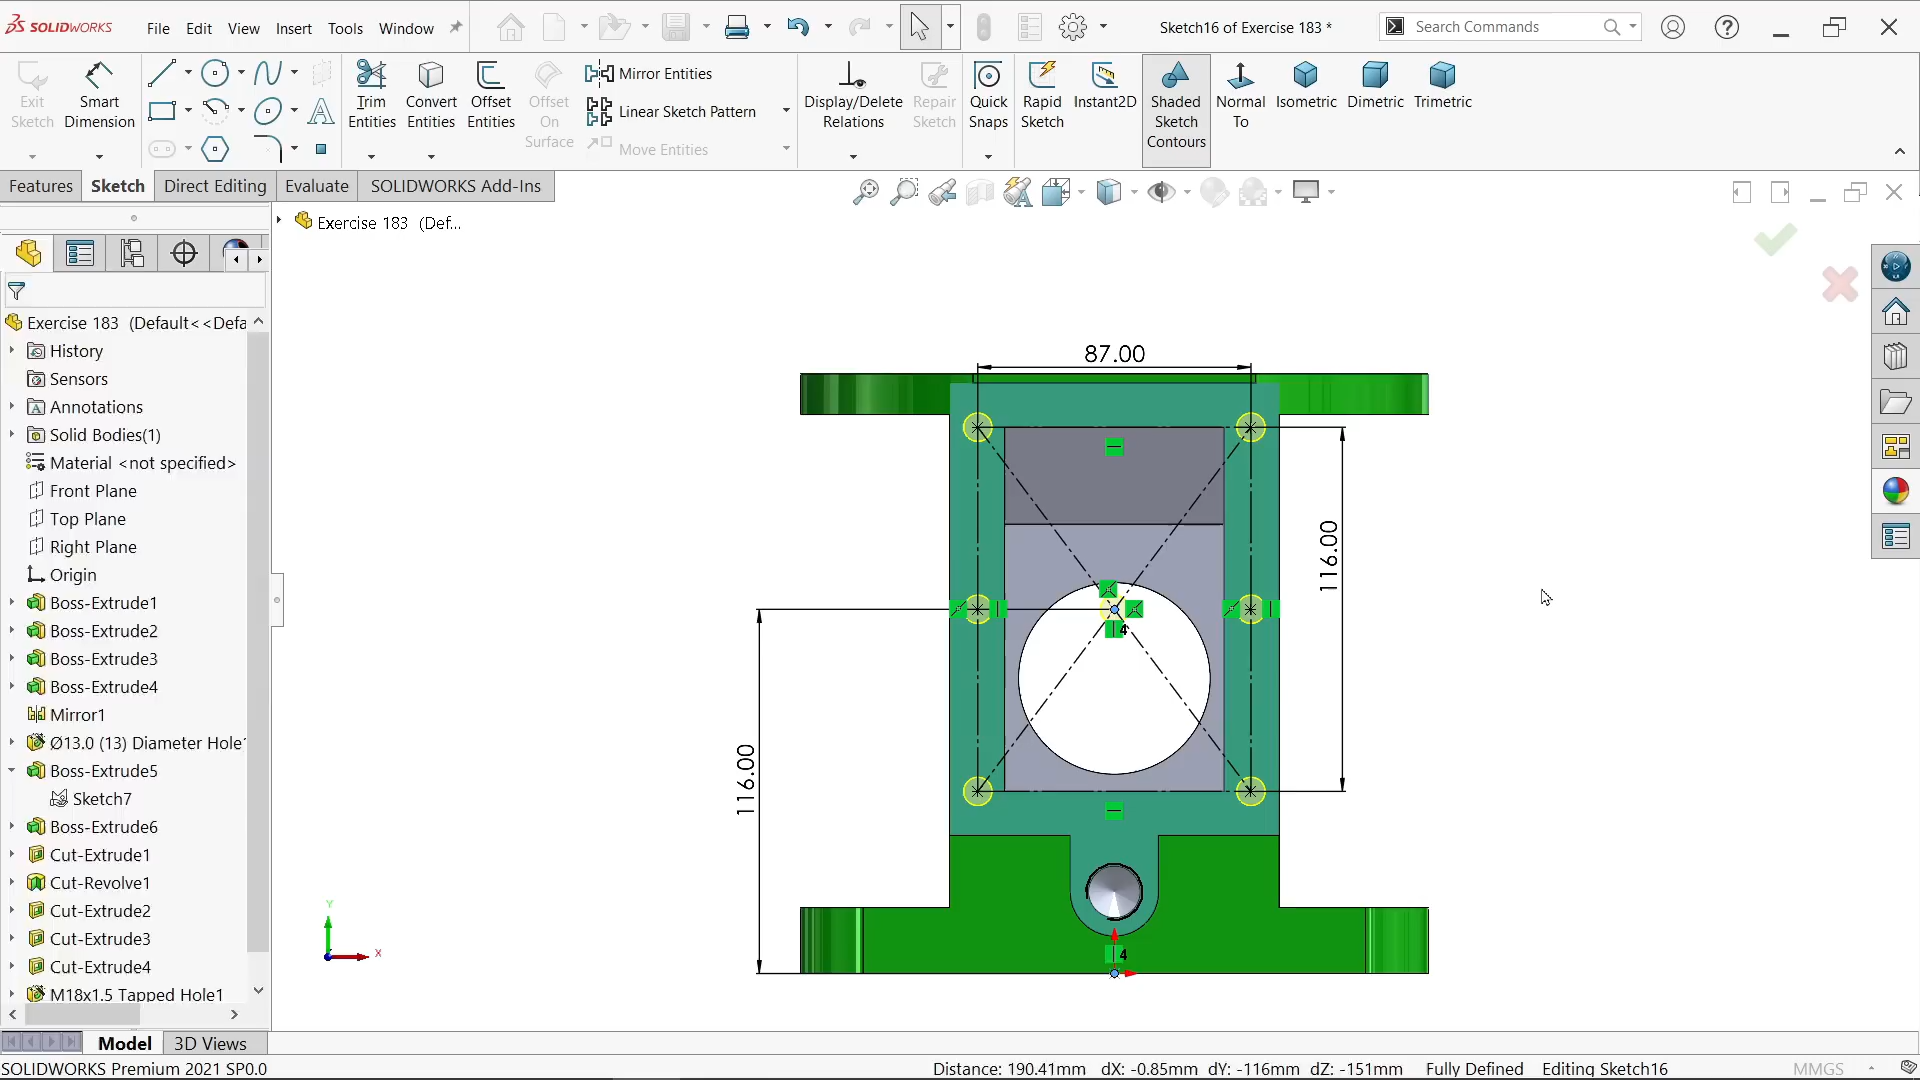 SOLIDWORKS
File Edit View Insert Tools Window
Sketch16 of Exercise 183 *
Search Commands
Exit Sketch
Smart Dimension
Trim Entities
Convert Entities
Offset Entities
Offset On Surface
Mirror Entities
Linear Sketch Pattern
Move Entities
Display/Delete Relations
Repair Sketch
Quick Snaps
Rapid Sketch
Instant2D
Shaded Sketch Contours
Normal To
Isometric
Dimetric
Trimetric
Features Sketch Direct Editing Evaluate SOLIDWORKS Add-Ins
Exercise 183 (Def...
Exercise 183 (Default<<Defa
History
Sensors
Annotations
Solid Bodies(1)
Material <not specified>
Front Plane
Top Plane
Right Plane
Origin
Boss-Extrude1
Boss-Extrude2
Boss-Extrude3
Boss-Extrude4
Mirror1
Ø13.0 (13) Diameter Hole1
Boss-Extrude5
Sketch7
Boss-Extrude6
Cut-Extrude1
Cut-Revolve1
Cut-Extrude2
Cut-Extrude3
Cut-Extrude4
M18x1.5 Tapped Hole1
87.00
116.00
116.00
4
4
Y
X
Model 3D Views
SOLIDWORKS Premium 2021 SP0.0
Distance: 190.41mm dX: -0.85mm dY: -116mm dZ: -151mm Fully Defined Editing Sketch16 MMGS